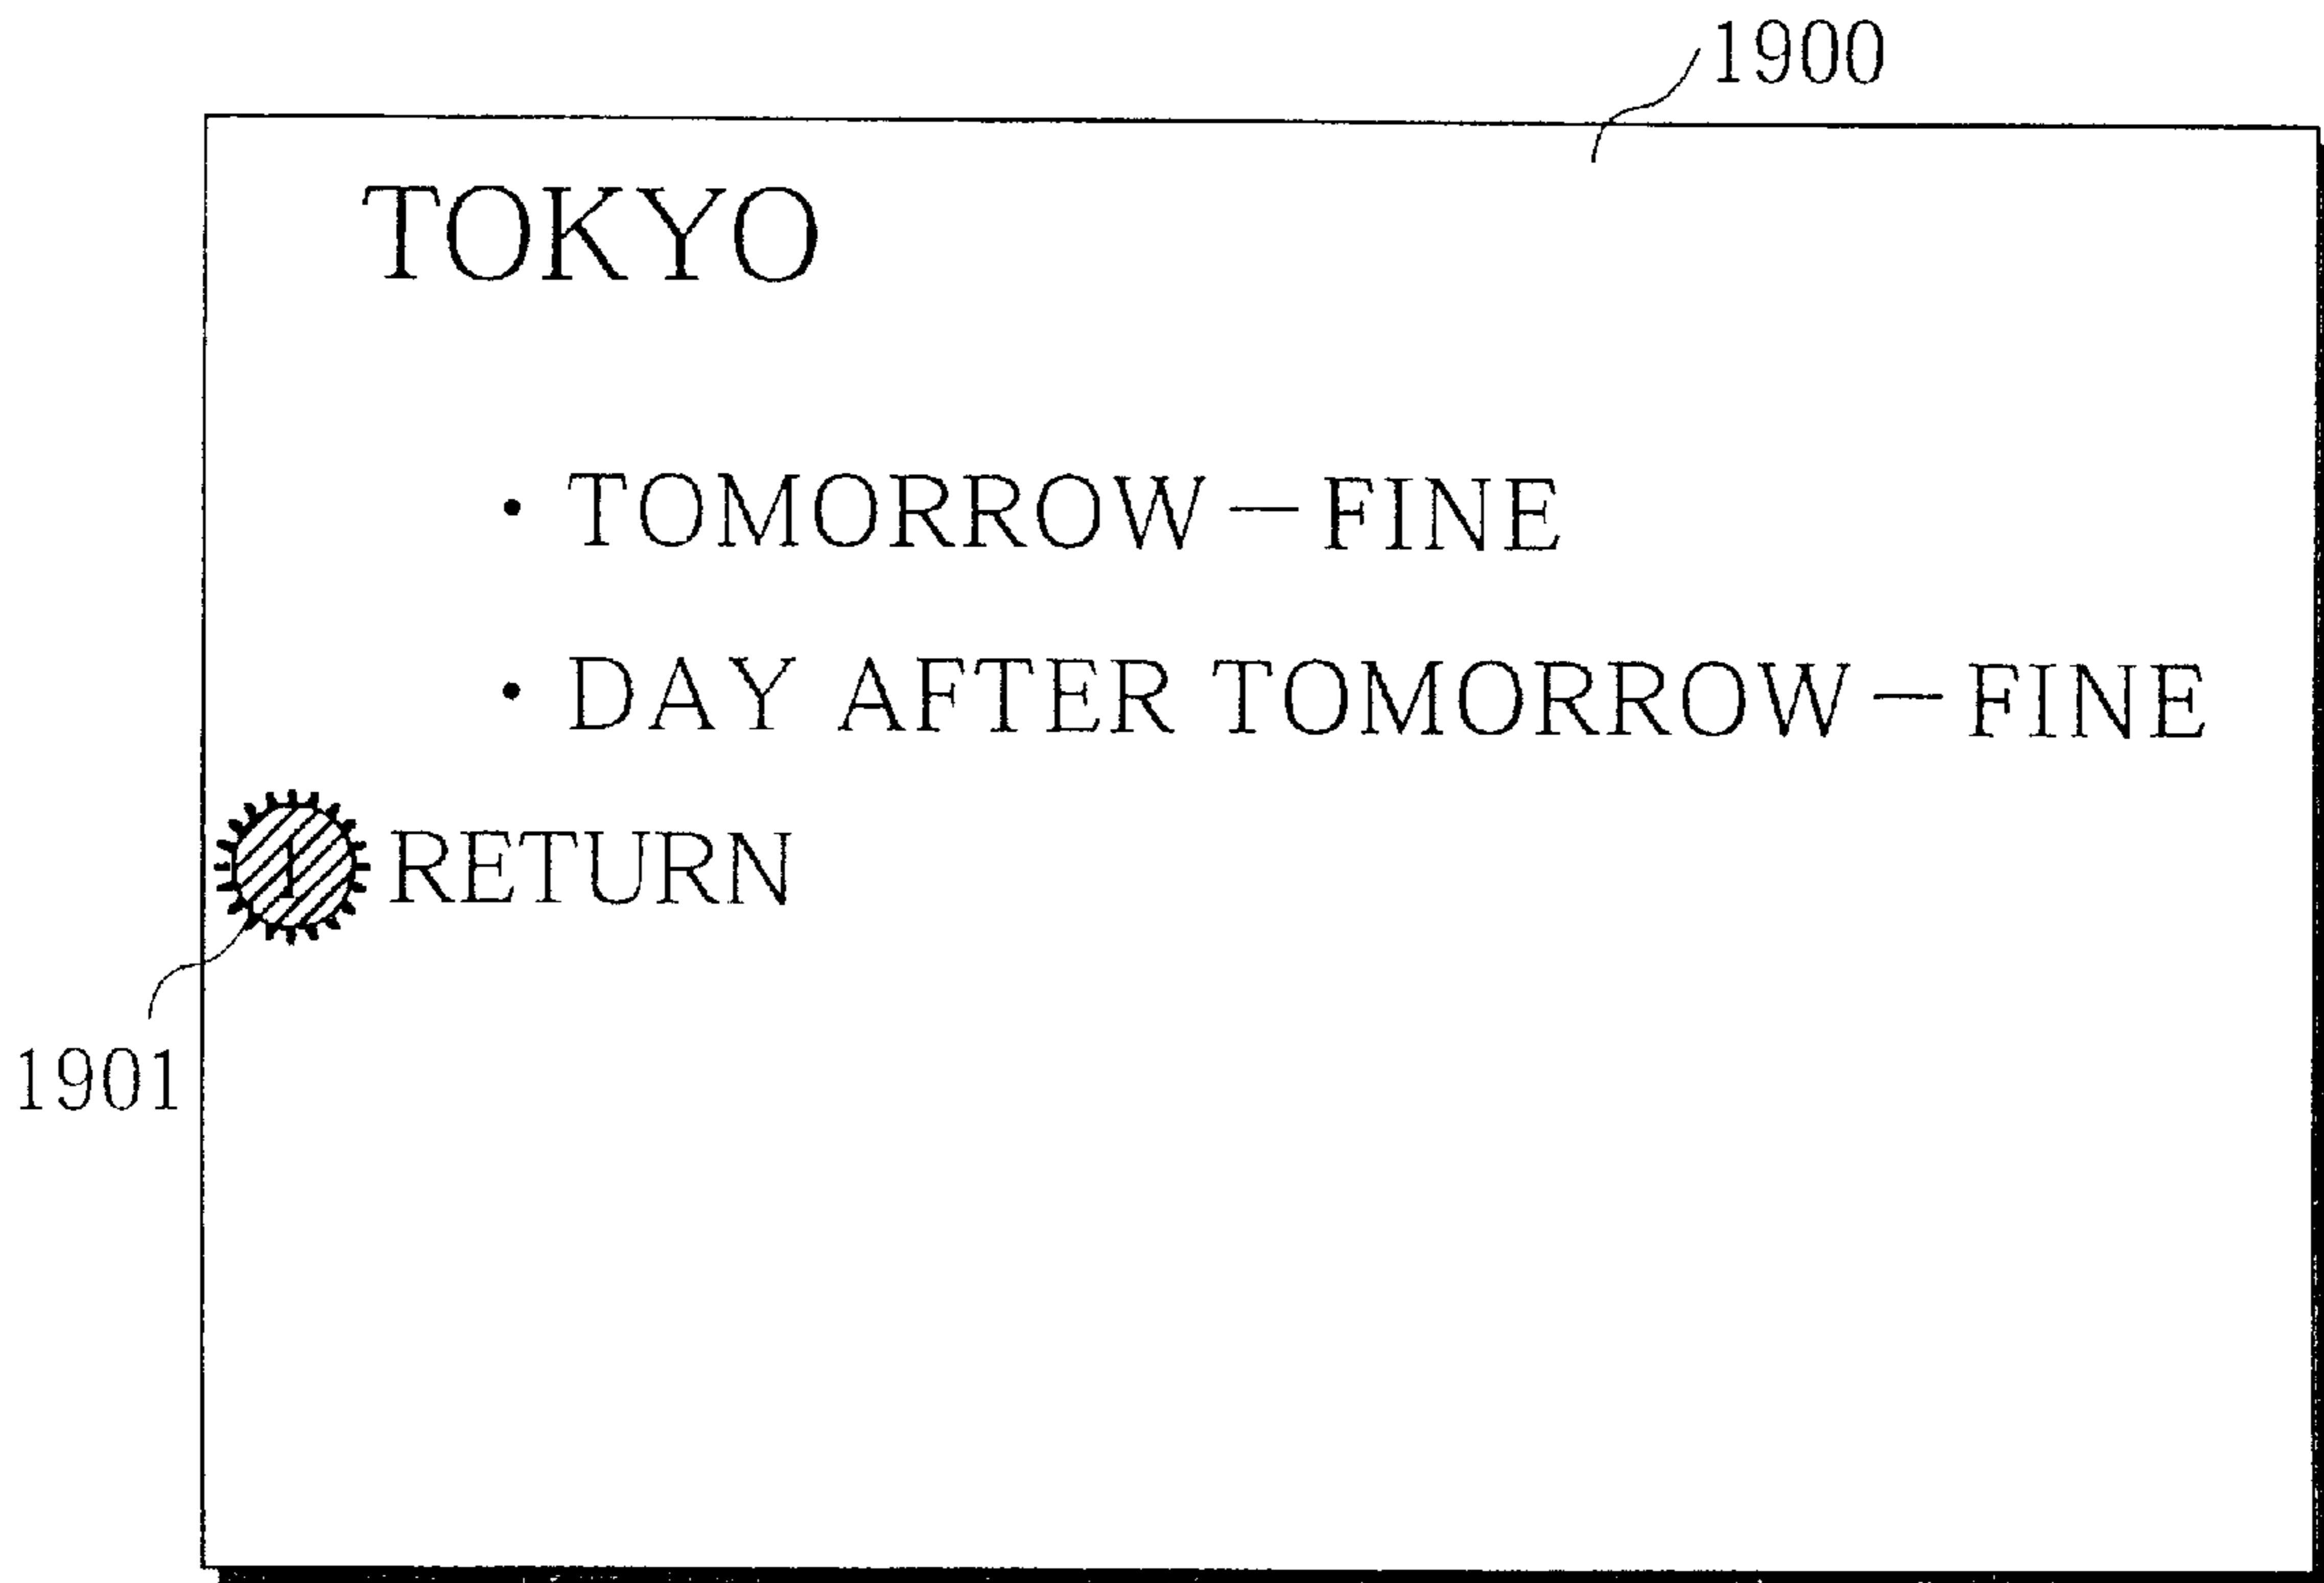 1900
TOKYO
・TOMORROW—FINE
・DAY AFTER TOMORROW—FINE
RETURN
1901